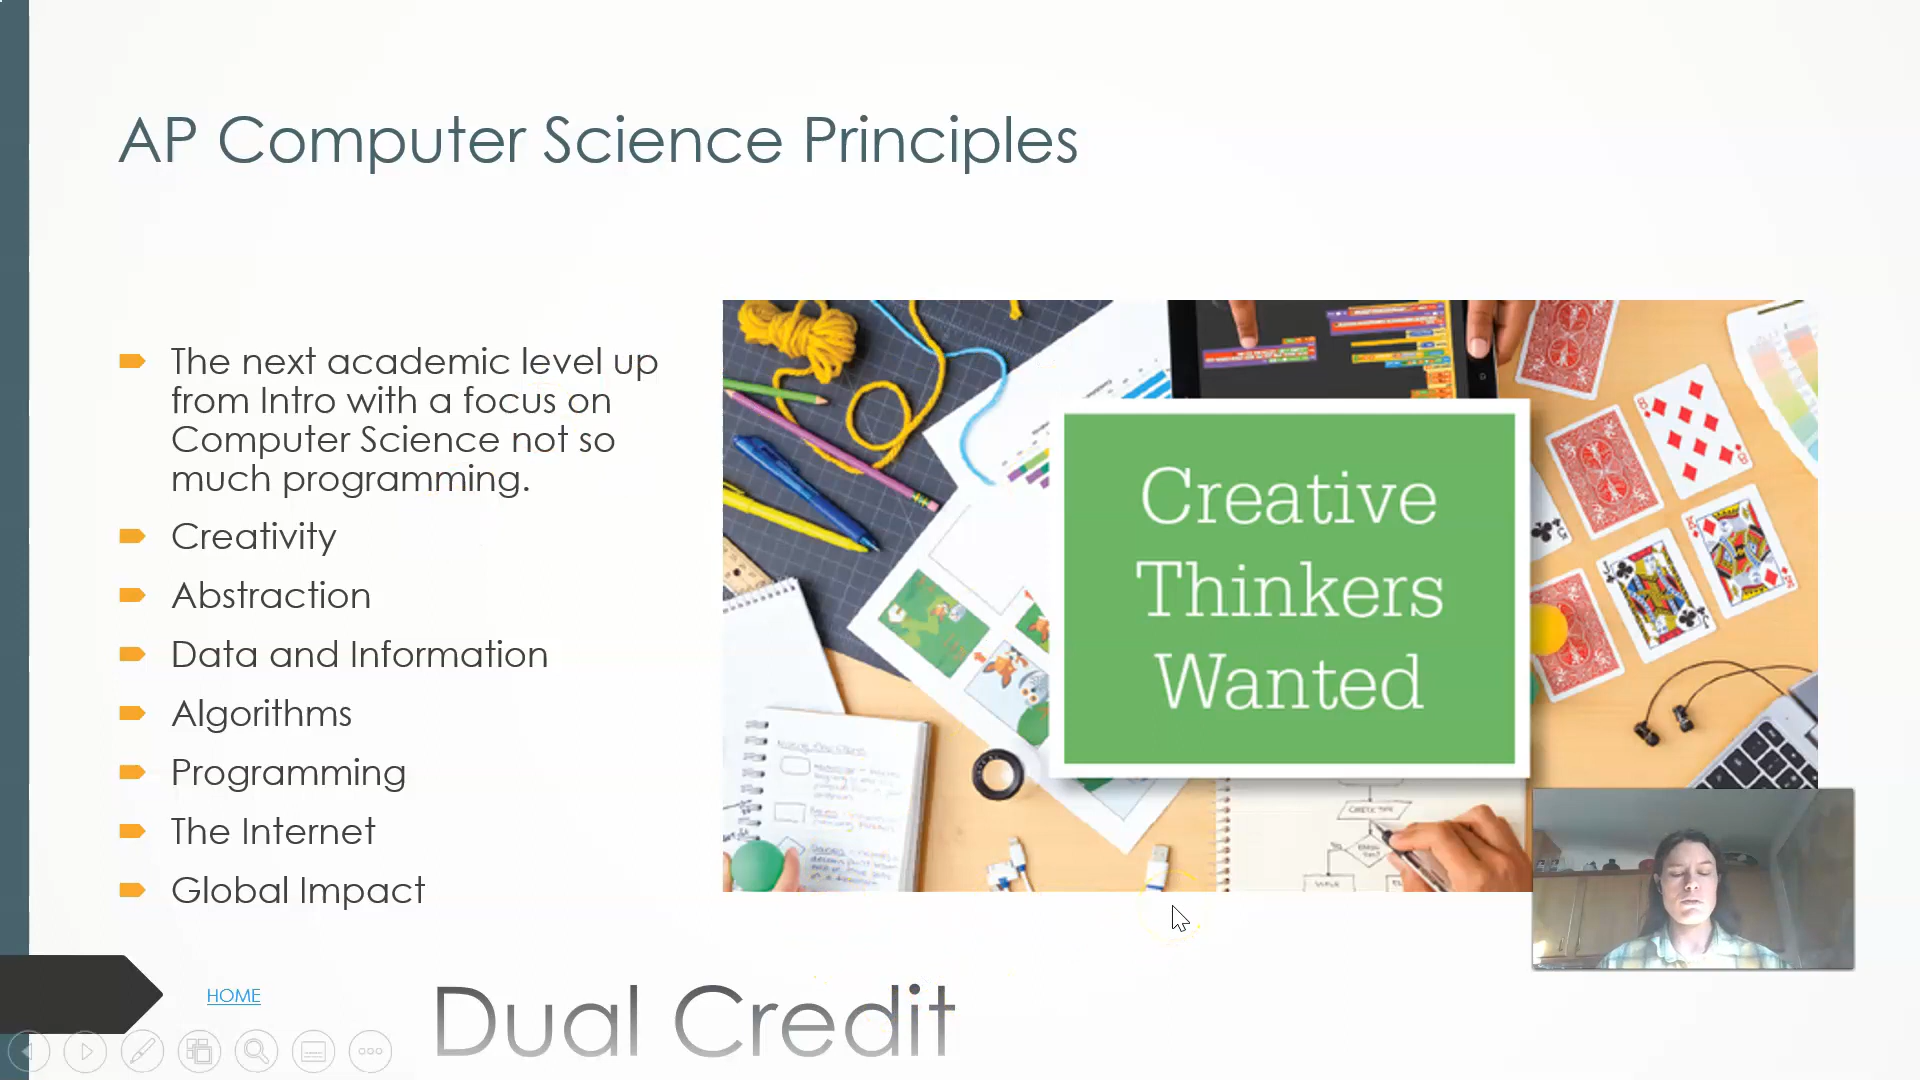 AP Computer Science Principles
The next academic level up
from Intro with a focus on
Computer Science not so
much programming.
Creativity
Abstraction
Data and Information
Algorithms
Programming
The Internet
Global Impact
Creative
Thinkers
Wanted
HOME
Dual Credit